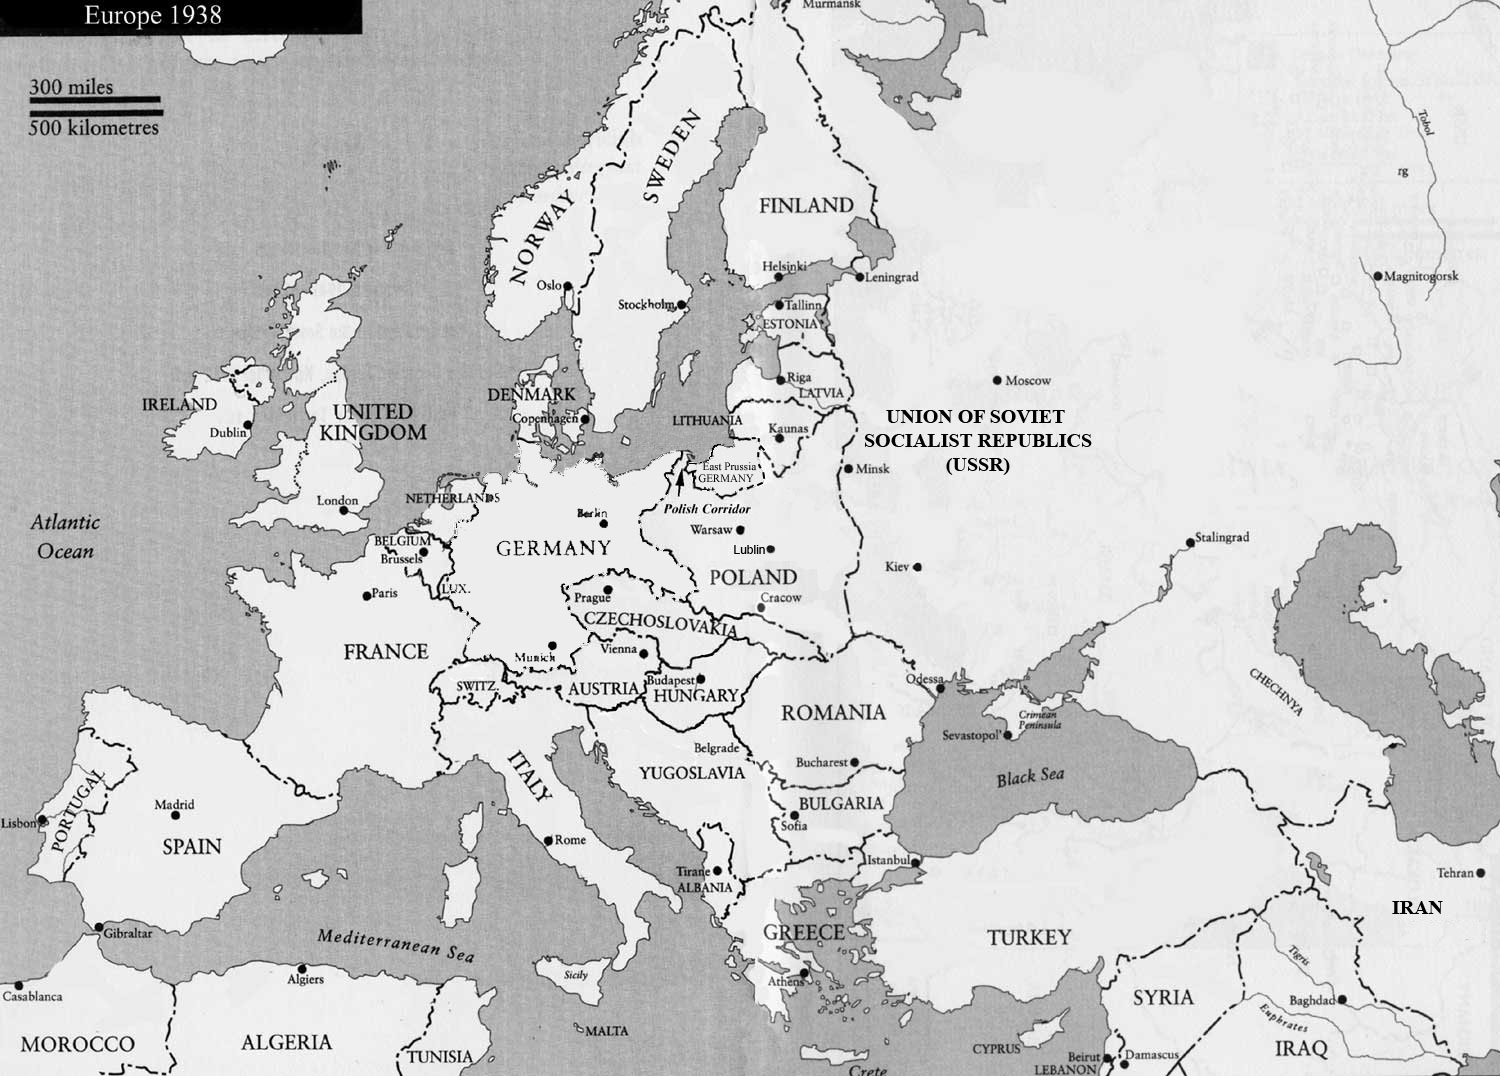 Europe 1938
Murmansk
300 miles
500 kilometres
Tobol
rg
SWEDEN
NORWAY
FINLAND
Helsinki
Leningrad
Magnitogorsk
Oslo
Stockholm
Tallinn
ESTONIA
Riga
LATVIA
Moscow
IRELAND
Dublin
UNITED
KINGDOM
DENMARK
Copenhagen
LITHUANIA
Kaunas
UNION OF SOVIET
SOCIALIST REPUBLICS
(USSR)
Minsk
East Prussia
GERMANY
Polish Corridor
London
NETHERLANDS
Berlin
Atlantic
Ocean
BELGIUM
Brussels
GERMANY
Warsaw
Lublin
POLAND
Cracow
Kiev
Stalingrad
Paris
LUX.
Prague
CZECHOSLOVAKIA
FRANCE
Munich
Vienna
SWITZ.
AUSTRIA
Budapest
HUNGARY
Odessa
CHECHNYA
ROMANIA
Crimean
Peninsula
Sevastopol'
Belgrade
YUGOSLAVIA
Bucharest
Black Sea
ITALY
PORTUGAL
Madrid
Lisbon
SPAIN
BULGARIA
Sofia
Rome
Istanbul
Tirane
ALBANIA
Tehran
IRAN
Gibraltar
Mediterranean Sea
GREECE
TURKEY
Sicily
Athens
Tigris
Casablanca
Algiers
SYRIA
Baghdad
Euphrates
MOROCCO
ALGERIA
TUNISIA
MALTA
CYPRUS
Beirut
LEBANON
Damascus
IRAQ
Crete